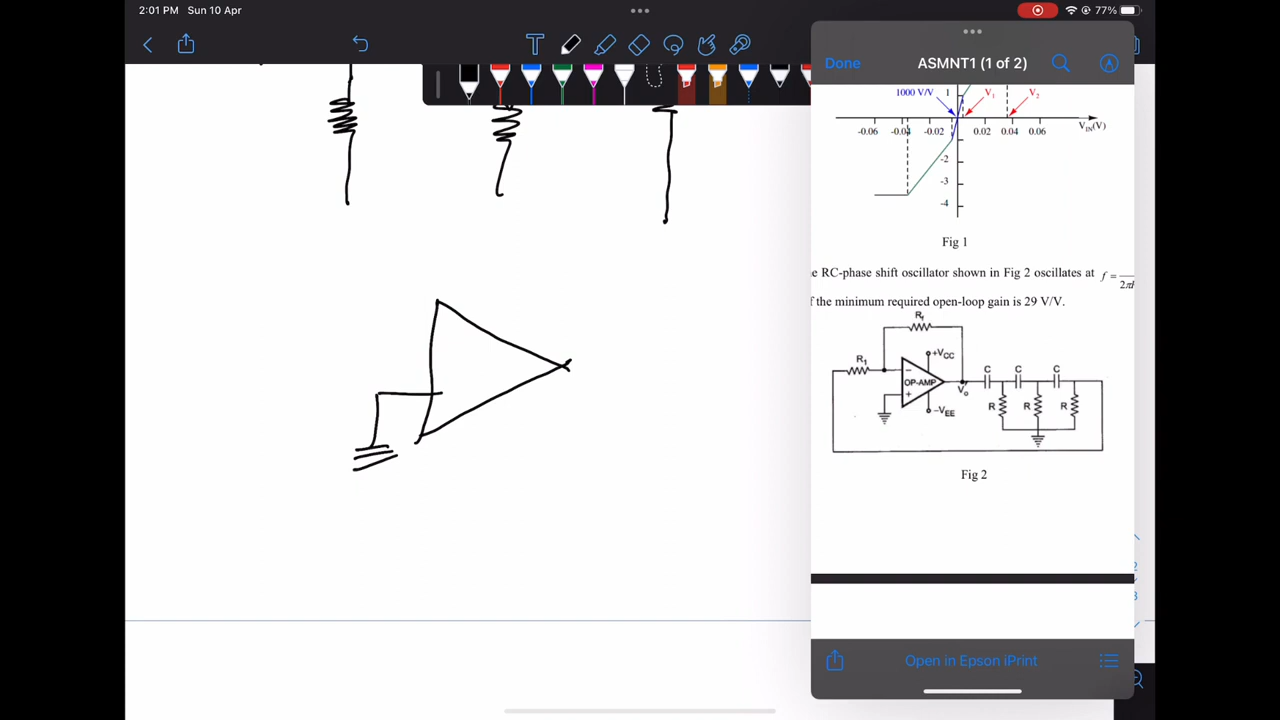 2:01 PM Sun 10 Apr
77%
T
Done
ASMNT1 (1 of 2)
1000 V/V
1
V1
V2
-0.06 -0.04 -0.02 0.02 0.04 0.06
VIN(V)
-2
-3
-4
Fig 1
e RC-phase shift oscillator shown in Fig 2 oscillates at f =
2π
f the minimum required open-loop gain is 29 V/V.
Rf
R1
+VCC
OP-AMP
-VEE
Vo
C C C
R R R
Fig 2
2
3
Open in Epson iPrint